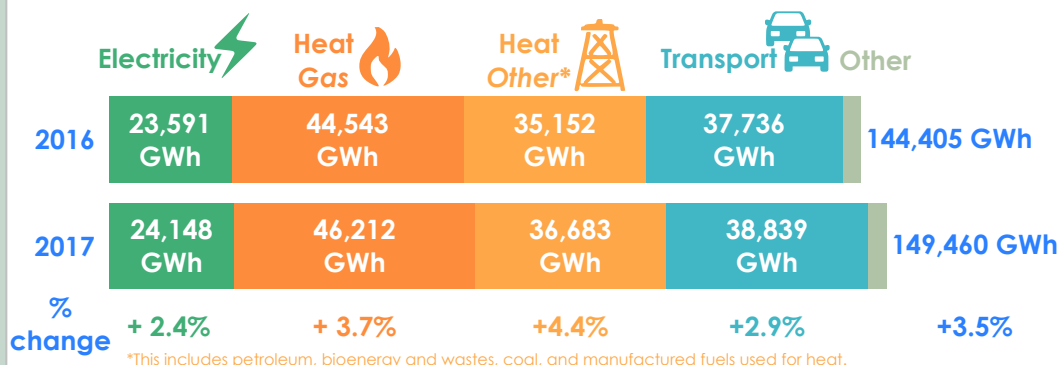 Electricity
Heat
Gas
Heat
Other*
Transport
Other
2016
23,591
GWh
44,543
GWh
35,152
GWh
37,736
GWh
144,405 GWh
2017
24,148
GWh
46,212
GWh
36,683
GWh
38,839
GWh
149,460 GWh
%
change
+ 2.4%
+ 3.7%
+4.4%
+2.9%
+3.5%
*This includes petroleum, bioenergy and wastes, coal, and manufactured fuels used for heat.